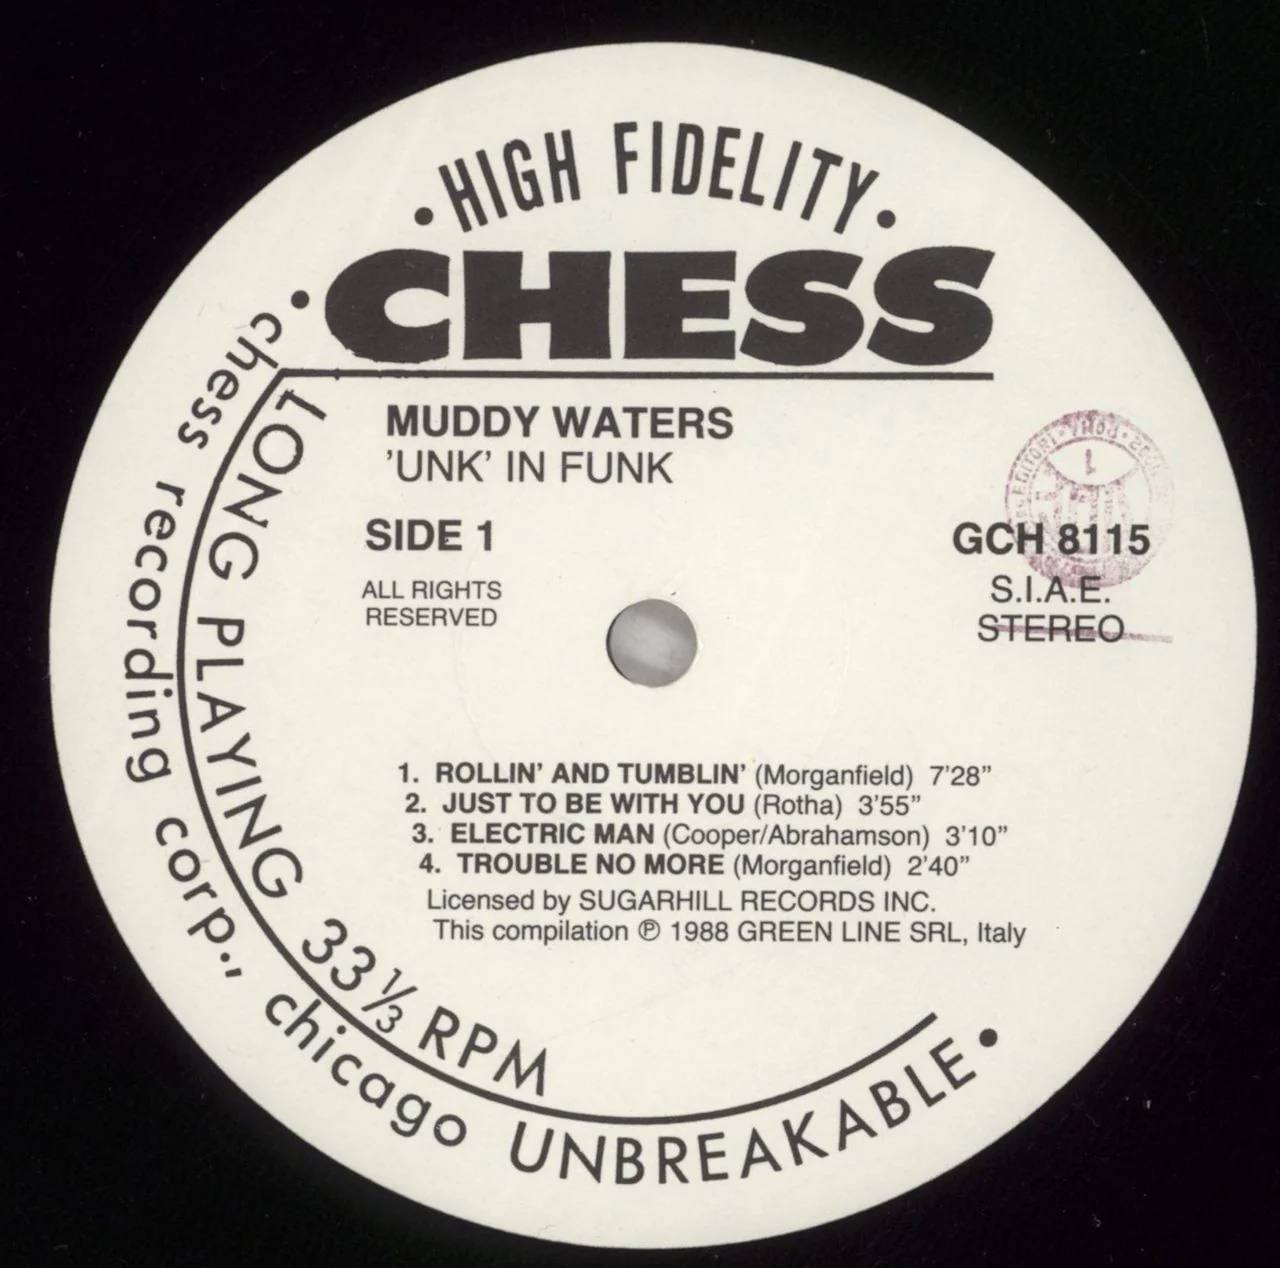 • HIGH FIDELITY •
CHESS
MUDDY WATERS
'UNK' IN FUNK
SIDE 1
ALL RIGHTS
RESERVED
GCH 8115
S.I.A.E.
STEREO
1. ROLLIN' AND TUMBLIN' (Morganfield) 7'28"
2. JUST TO BE WITH YOU (Rotha) 3'55"
3. ELECTRIC MAN (Cooper/Abrahamson) 3'10"
4. TROUBLE NO MORE (Morganfield) 2'40"
Licensed by SUGARHILL RECORDS INC.
This compilation ℗ 1988 GREEN LINE SRL, Italy
LONG PLAYING 33⅓ RPM
• chess recording corp., chicago UNBREAKABLE •